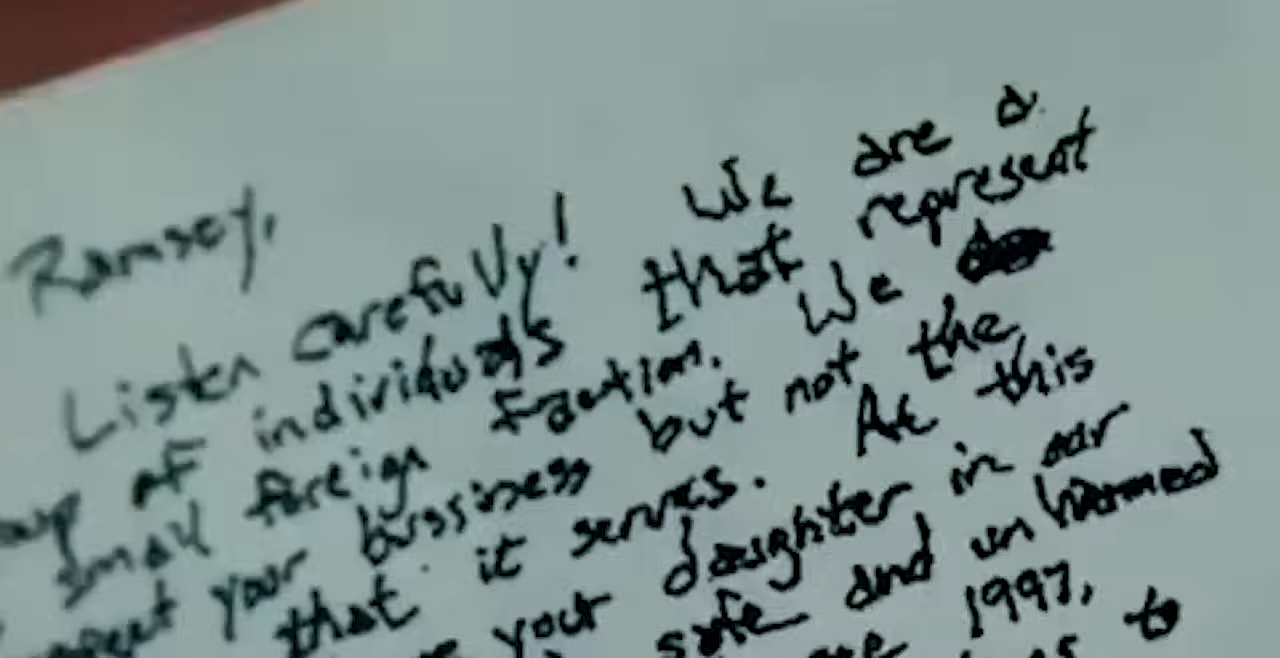 Ramsey,
Listen carefully! We are a
of individuals that represent
small foreign faction. We
your bussiness but not the
that it serves. At this
your daughter in our
safe and unharmed
1997,
to